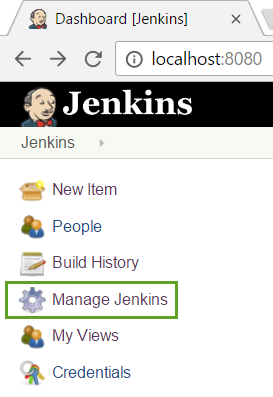 Dashboard [Jenkins]
localhost:8080
Jenkins
Jenkins
New Item
People
Build History
Manage Jenkins
My Views
Credentials